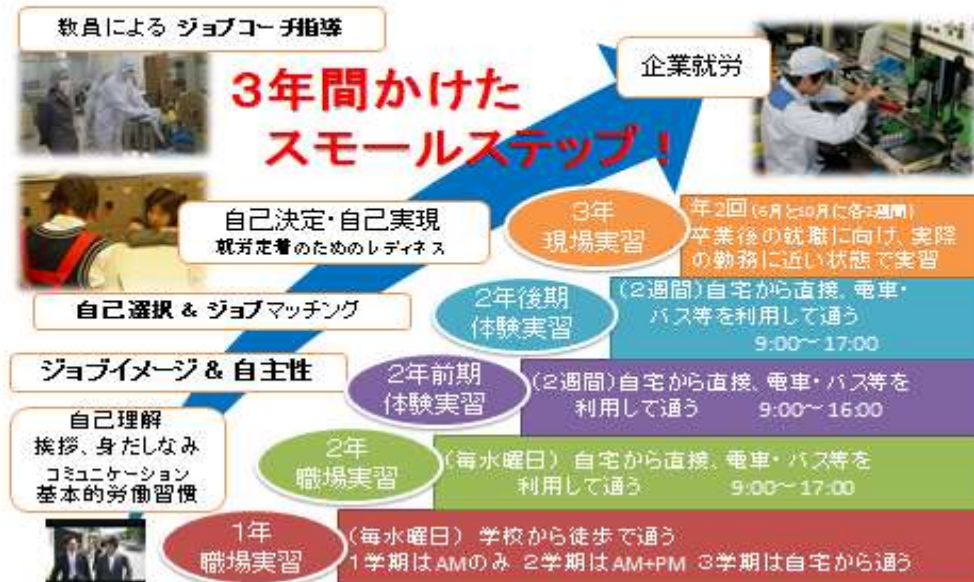 教員による ジョブコーチ指導
3年間かけた
スモールステップ！
企業就労
自己決定・自己実現
就労定着のためのレディネス
3年
現場実習
年2回(6月と10月に各2週間)
卒業後の就職に向け、実際
の勤務に近い状態で実習
自己選択 & ジョブマッチング
2年後期
体験実習
(2週間)自宅から直接、電車・
バス等を利用して通う
9:00～17:00
ジョブイメージ & 自主性
2年前期
体験実習
(2週間)自宅から直接、電車・バス等を
利用して通う 9:00～16:00
自己理解
挨拶、身だしなみ
コミュニケーション
基本的労働習慣
2年
職場実習
(毎水曜日) 自宅から直接、電車・バス等を
利用して通う 9:00～17:00
1年
職場実習
(毎水曜日) 学校から徒歩で通う
1学期はAMのみ 2学期はAM+PM 3学期は自宅から通う